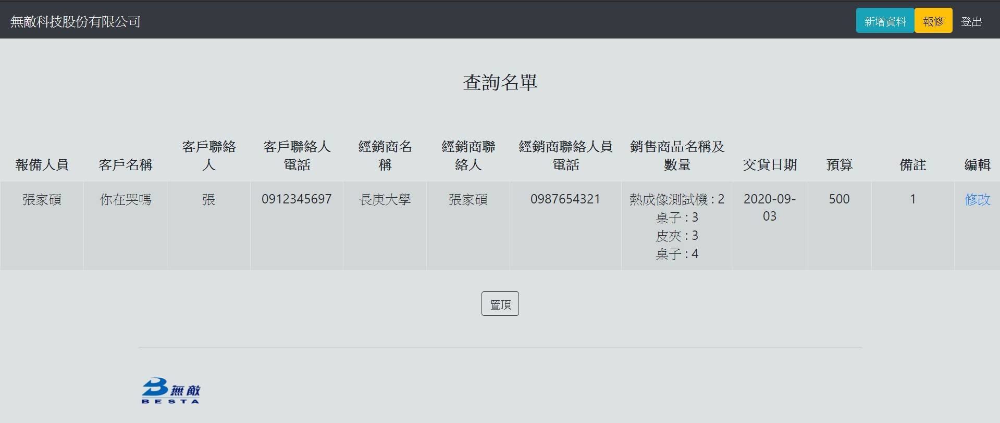 無敵科技股份有限公司
新增資料 報修 登出
查詢名單
報備人員
客戶名稱
客戶聯絡
人
客戶聯絡人
電話
經銷商名
稱
經銷商聯
絡人
經銷商聯絡人員
電話
銷售商品名稱及
數量
交貨日期
預算
備註
編輯
張家碩
你在哭嗎
張
0912345697
長庚大學
張家碩
0987654321
熱成像測試機 : 2
桌子 : 3
皮夾 : 3
桌子 : 4
2020-09-
03
500
1
修改
置頂
無敵
BESTA